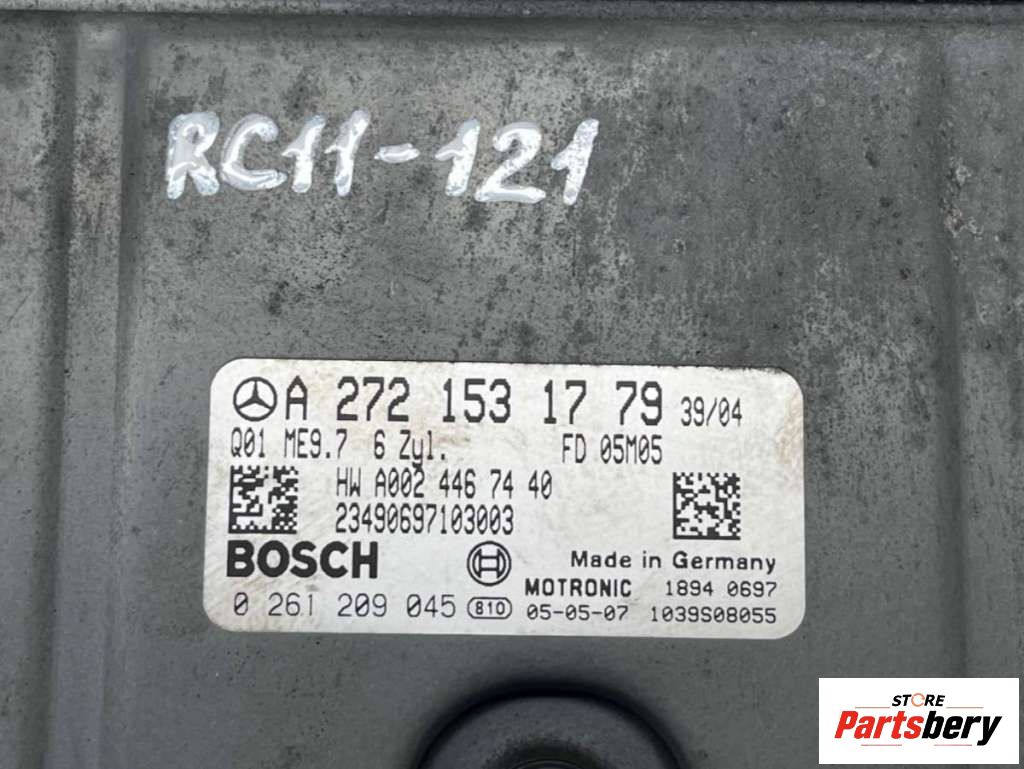 RC11-121
A 272 153 17 79 39/04
Q01 ME9.7 6 Zyl. FD 05M05
HW A002 446 74 40
23490697103003
BOSCH Made in Germany
MOTRONIC 1894 0697
0 261 209 045 810 05-05-07 1039S08055
STORE
Partsbery